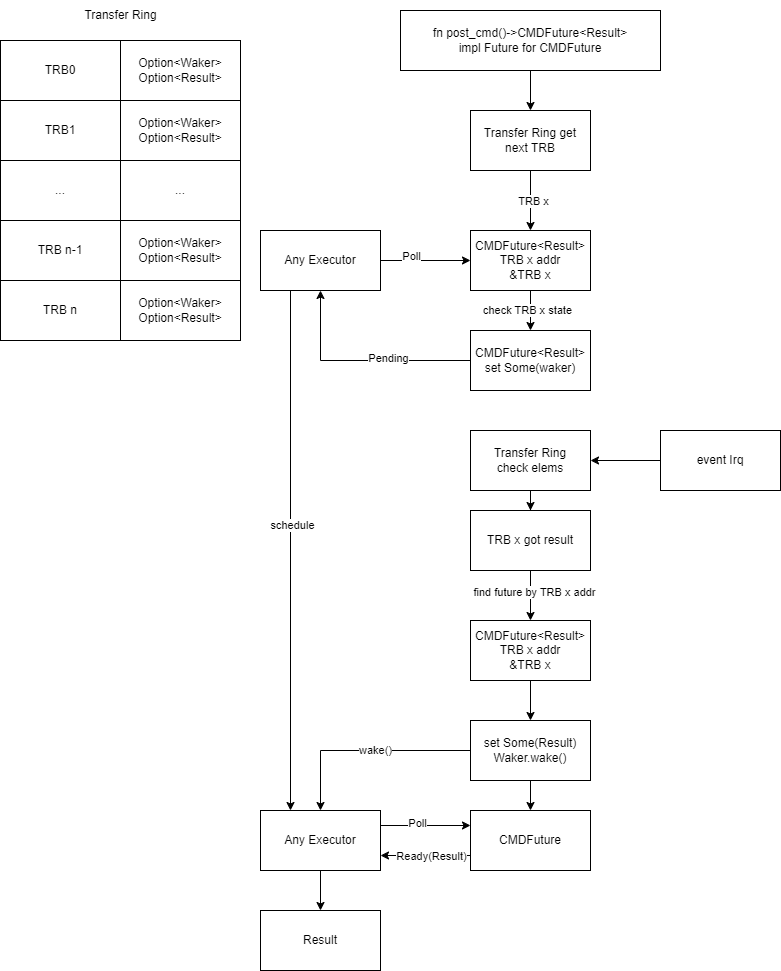 Transfer Ring
TRB0
Option<Waker>
Option<Result>
TRB1
Option<Waker>
Option<Result>
...
...
TRB n-1
Option<Waker>
Option<Result>
TRB n
Option<Waker>
Option<Result>
fn post_cmd()->CMDFuture<Result>
impl Future for CMDFuture
Transfer Ring get
next TRB
TRB x
Any Executor
Poll
CMDFuture<Result>
TRB x addr
&TRB x
check TRB x state
Pending
CMDFuture<Result>
set Some(waker)
Transfer Ring
check elems
event Irq
schedule
TRB x got result
find future by TRB x addr
CMDFuture<Result>
TRB x addr
&TRB x
wake()
set Some(Result)
Waker.wake()
Any Executor
Poll
Ready(Result)
CMDFuture
Result